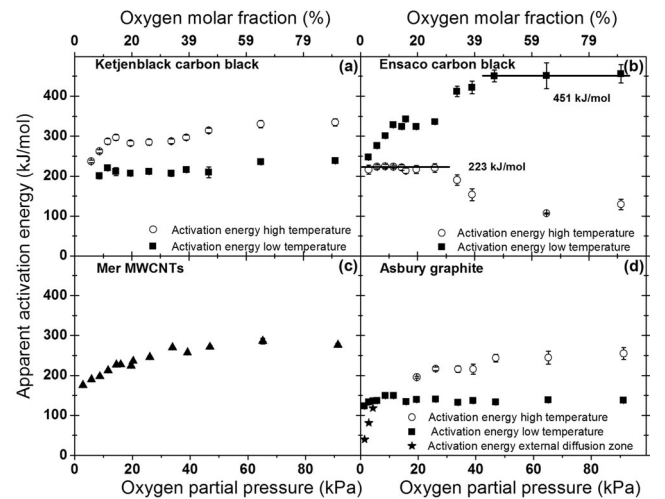 Oxygen molar fraction (%) Oxygen molar fraction (%)
0 19 39 59 79 0 19 39 59 79
Ketjenblack carbon black (a) Ensaco carbon black (b)
400
451 kJ/mol
300
223 kJ/mol
200
100
Activation energy high temperature Activation energy high temperature
Activation energy low temperature Activation energy low temperature
0
Mer MWCNTs (c) Asbury graphite (d)
400
300
200
100
Activation energy high temperature
Activation energy low temperature
Activation energy external diffusion zone
0
0 20 40 60 80 0 20 40 60 80
Oxygen partial pressure (kPa) Oxygen partial pressure (kPa)
Apparent activation energy (kJ/mol)